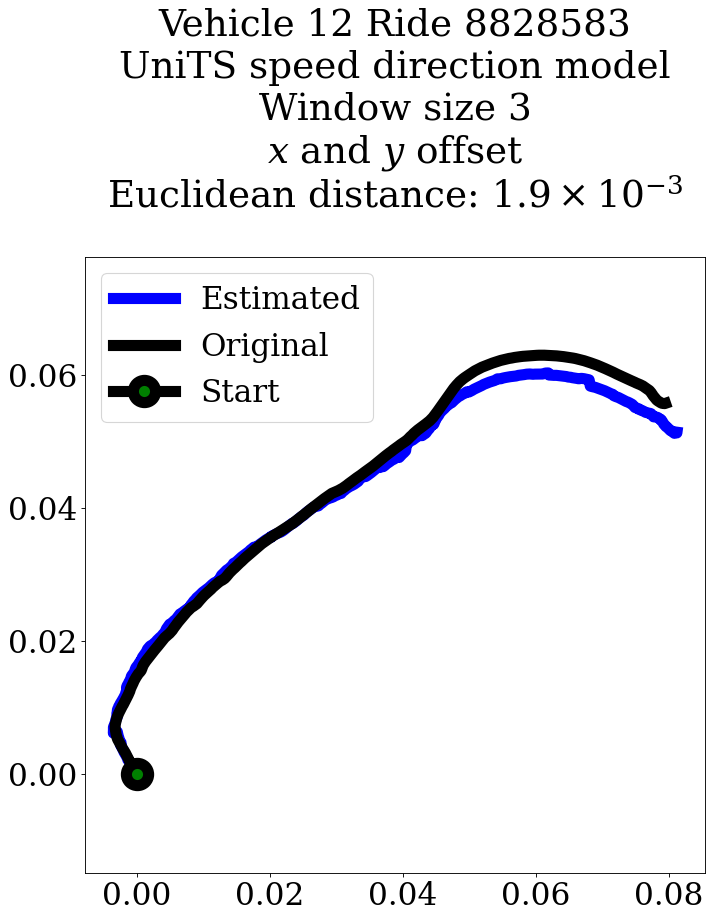 Vehicle 12 Ride 8828583
UniTS speed direction model
Window size 3
x and y offset
Euclidean distance: 1.9 × 10⁻³
Estimated
Original
Start
0.06
0.04
0.02
0.00
0.00 0.02 0.04 0.06 0.08